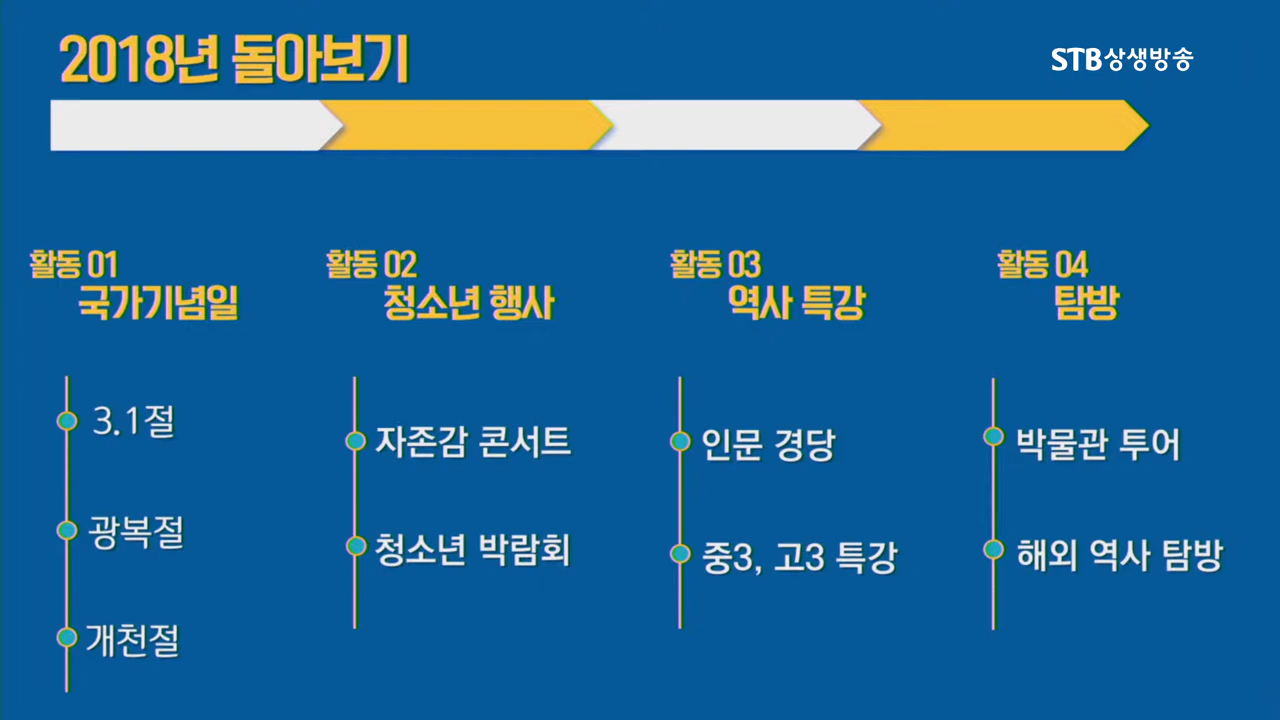 2018년 돌아보기
STB상생방송
활동 01
국가기념일
3.1절
광복절
개천절
활동 02
청소년 행사
자존감 콘서트
청소년 박람회
활동 03
역사 특강
인문 경당
중3, 고3 특강
활동 04
탐방
박물관 투어
해외 역사 탐방